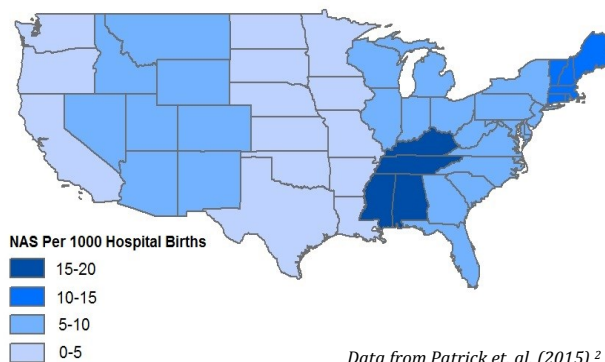 NAS Per 1000 Hospital Births
15-20
10-15
5-10
0-5
Data from Patrick et. al. (2015).2